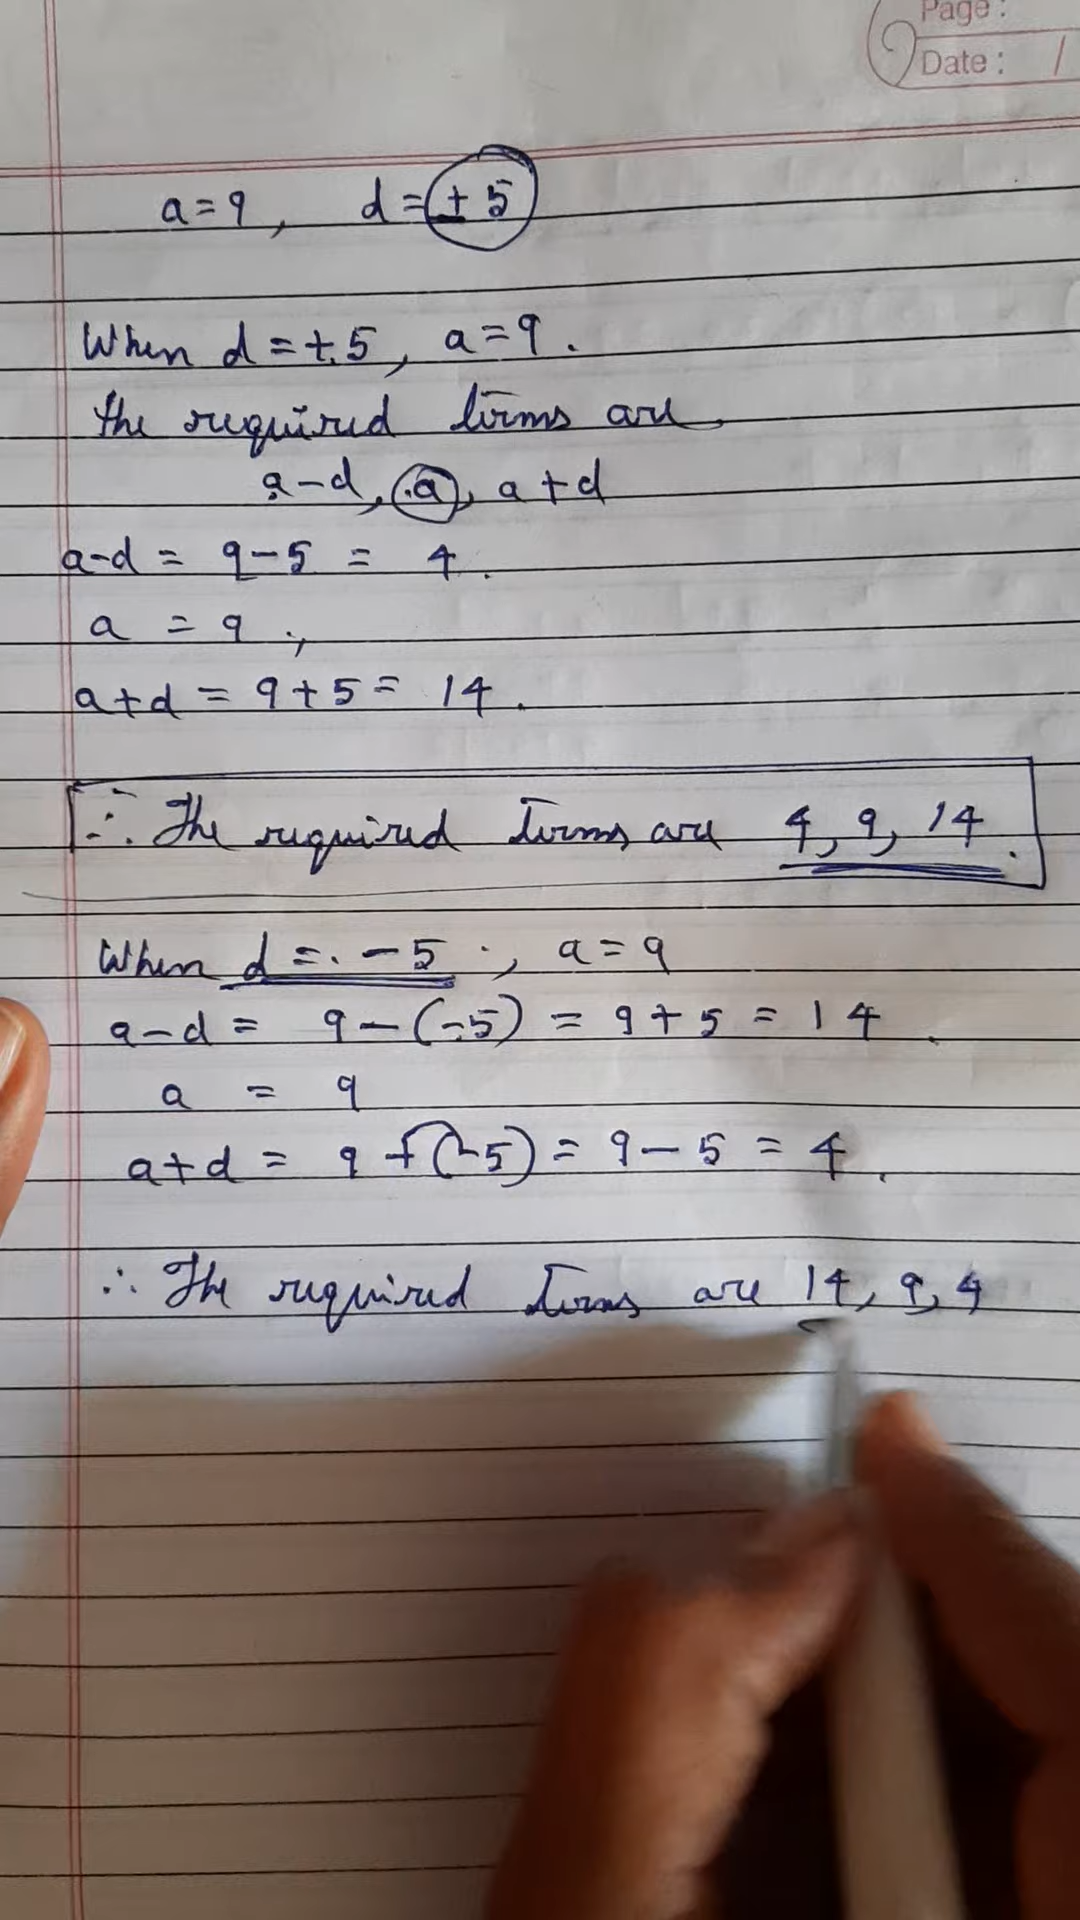 Page :
Date : /
a = 9, d = ± 5
When d = +5, a = 9.
the required terms are
a-d, a, a+d
a-d = 9-5 = 4.
a = 9,
a+d = 9+5 = 14.
∴ The required terms are 4, 9, 14.
When d = -5, a = 9
a-d = 9-(-5) = 9+5 = 14.
a = 9
a+d = 9+(-5) = 9-5 = 4.
∴ The required terms are 14, 9, 4